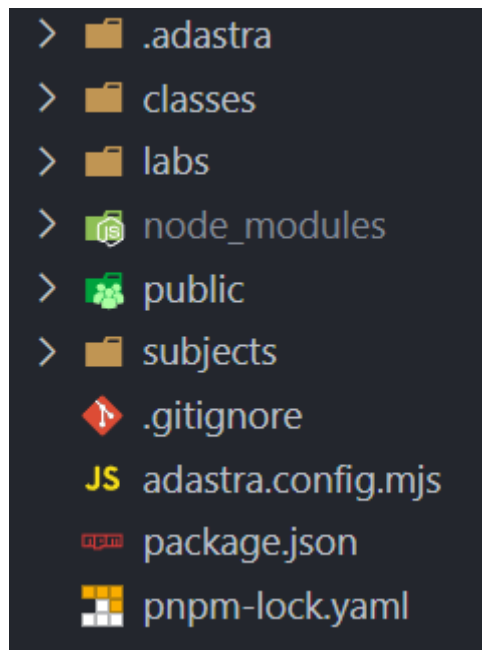 .adastra
classes
labs
node_modules
public
subjects
.gitignore
JS adastra.config.mjs
npm package.json
pnpm-lock.yaml